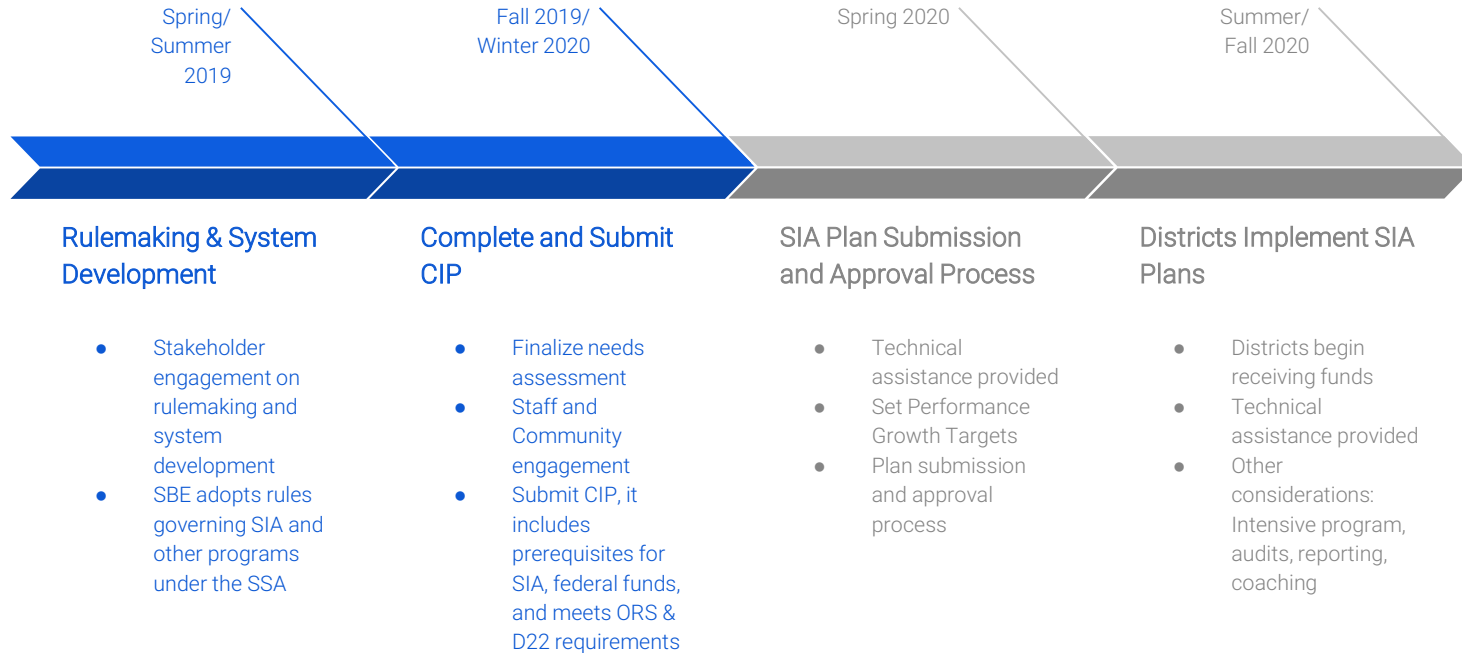 Spring/
Summer
2019
Fall 2019/
Winter 2020
Spring 2020
Summer/
Fall 2020
Rulemaking & System
Development
● Stakeholder
engagement on
rulemaking and
system
development
● SBE adopts rules
governing SIA and
other programs
under the SSA
Complete and Submit
CIP
● Finalize needs
assessment
● Staff and
Community
engagement
● Submit CIP, it
includes
prerequisites for
SIA, federal funds,
and meets ORS &
D22 requirements
SIA Plan Submission
and Approval Process
● Technical
assistance provided
● Set Performance
Growth Targets
● Plan submission
and approval
process
Districts Implement SIA
Plans
● Districts begin
receiving funds
● Technical
assistance provided
● Other
considerations:
Intensive program,
audits, reporting,
coaching